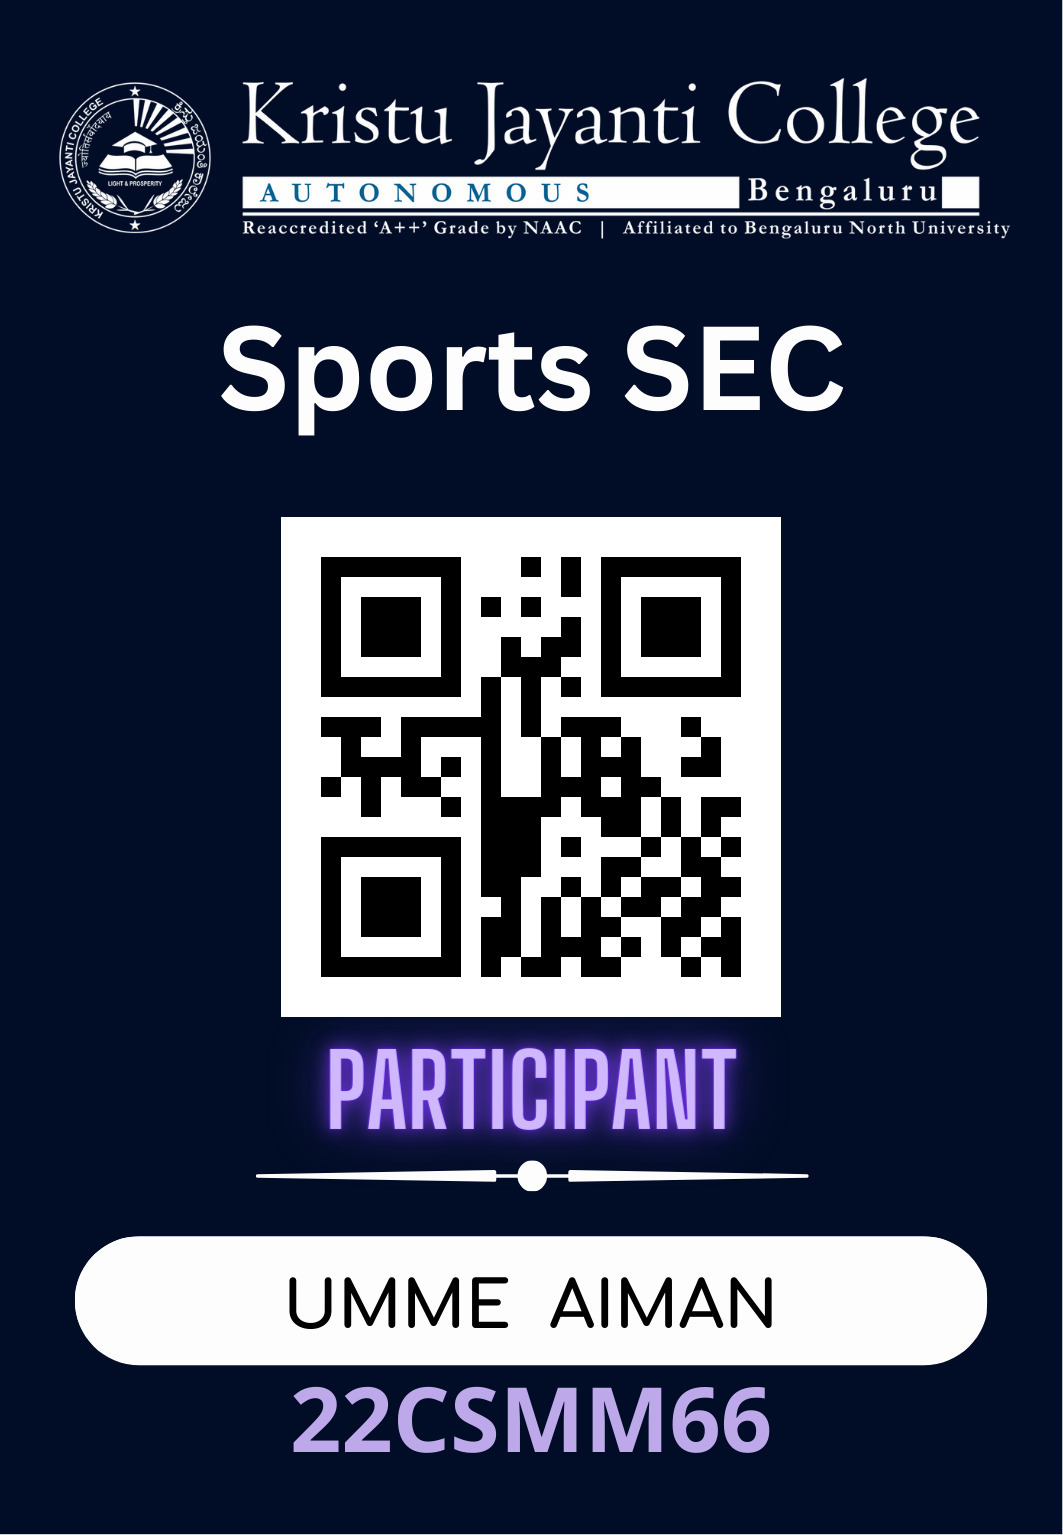 Kristu Jayanti College
AUTONOMOUS Bengaluru
Reaccredited ‘A++’ Grade by NAAC | Affiliated to Bengaluru North University
KRISTU JAYANTI COLLEGE
LIGHT & PROSPERITY
Sports SEC
PARTICIPANT
UMME AIMAN
22CSMM66